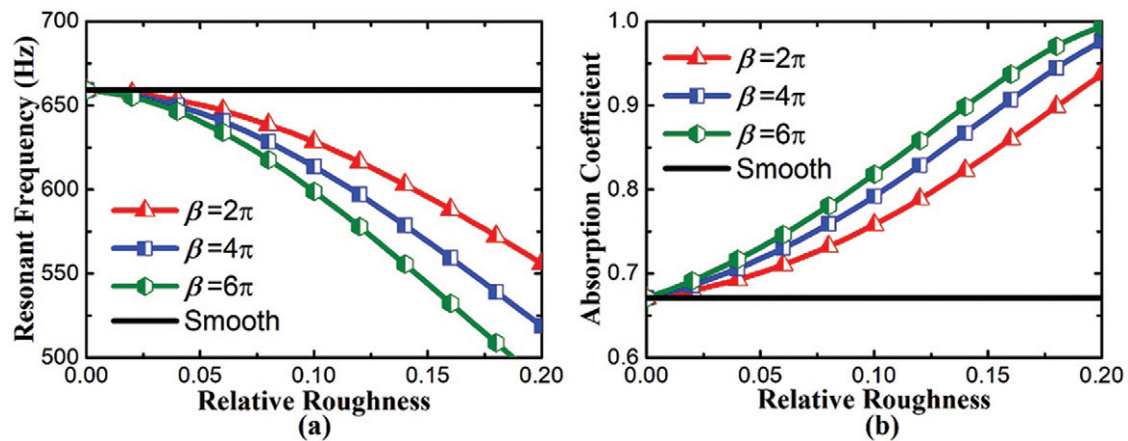 Resonant Frequency (Hz)
700
650
600
550
500
β=2π
β=4π
β=6π
Smooth
0.00 0.05 0.10 0.15 0.20
Relative Roughness
(a)
Absorption Coefficient
1.0
0.9
0.8
0.7
0.6
β=2π
β=4π
β=6π
Smooth
0.00 0.05 0.10 0.15 0.20
Relative Roughness
(b)